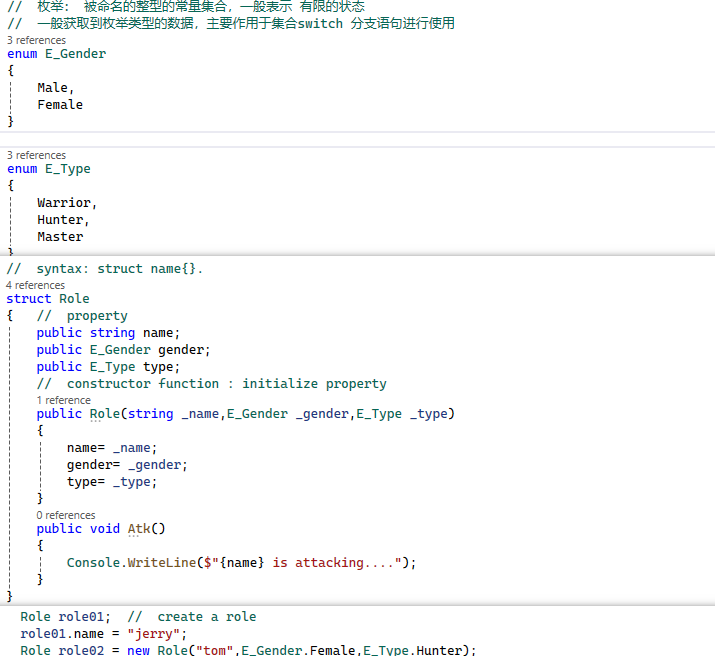 // 枚举: 被命名的整型的常量集合，一般表示 有限的状态
// 一般获取到枚举类型的数据，主要作用于集合switch 分支语句进行使用
3 references
enum E_Gender
{
Male,
Female
}
3 references
enum E_Type
{
Warrior,
Hunter,
Master
}
// syntax: struct name{}.
4 references
struct Role
{ // property
public string name;
public E_Gender gender;
public E_Type type;
// constructor function : initialize property
1 reference
public Role(string _name,E_Gender _gender,E_Type _type)
{
name= _name;
gender= _gender;
type= _type;
}
0 references
public void Atk()
{
Console.WriteLine($"{name} is attacking....");
}
}
Role role01; // create a role
role01.name = "jerry";
Role role02 = new Role("tom",E_Gender.Female,E_Type.Hunter);